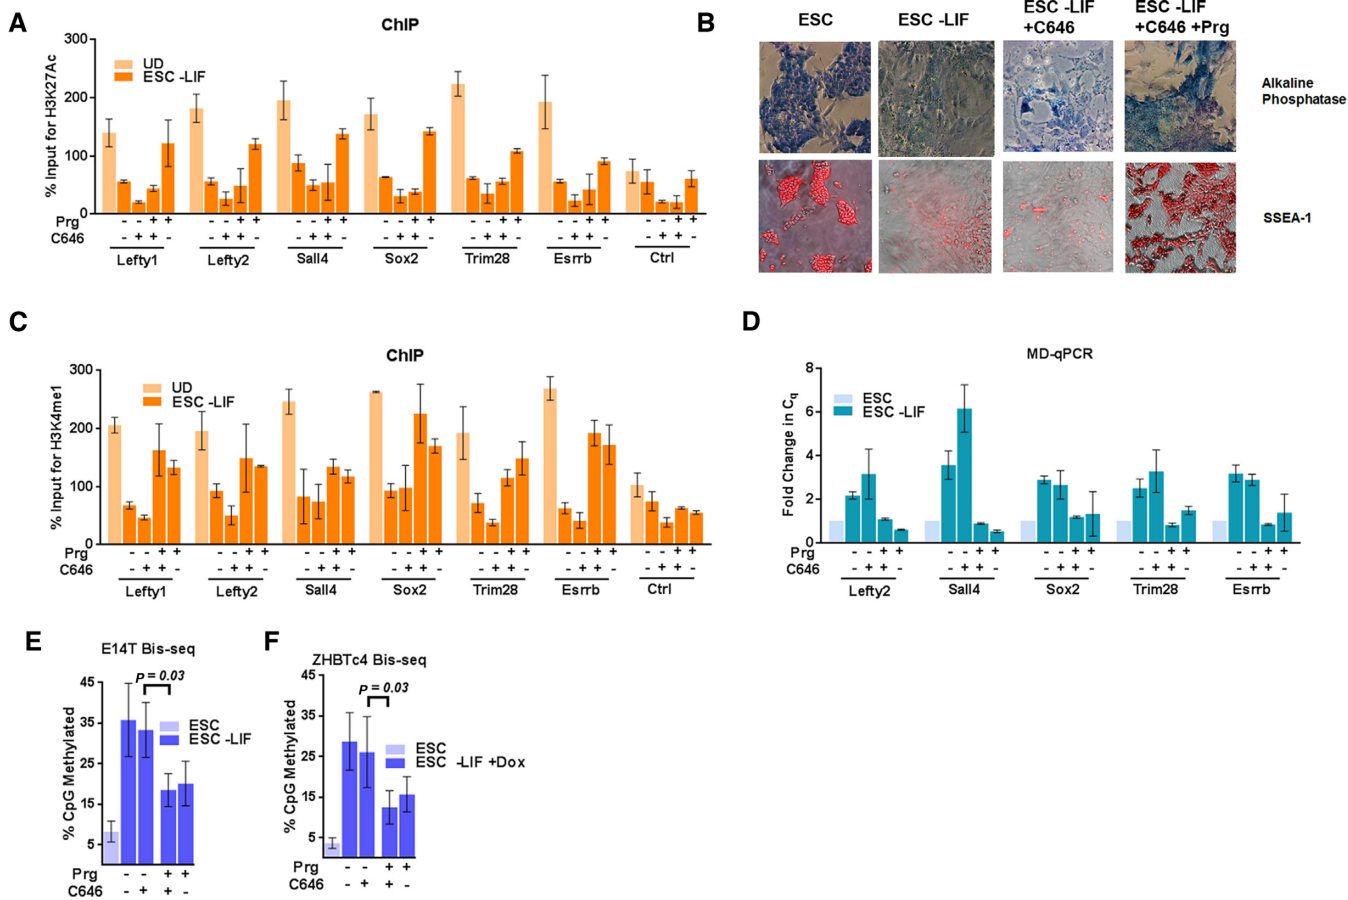 A
ChIP
% Input for H3K27Ac
300
200
100
0
UD
ESC -LIF
Prg - - - + + - - + + - - + + - - + + - - + + - - + + - - + +
C646 - + + - - + + - - + + - - + + - - + + - - + + - - + + -
Lefty1 Lefty2 Sall4 Sox2 Trim28 Esrrb Ctrl
B
ESC
ESC -LIF
ESC -LIF
+C646
ESC -LIF
+C646 +Prg
Alkaline
Phosphatase
SSEA-1
C
ChIP
% Input for H3K4me1
300
200
100
0
UD
ESC -LIF
Prg - - + + - - + + - - + + - - + + - - + + - - + + - - + +
C646 - + + - - + + - - + + - - + + - - + + - - + + - - + + -
Lefty1 Lefty2 Sall4 Sox2 Trim28 Esrrb Ctrl
D
MD-qPCR
Fold Change in Cq
8
6
4
2
0
ESC
ESC -LIF
Prg - - + + - - + + - - + + - - + + - - + +
C646 - + + - - + + - - + + - - + + - - + + -
Lefty2 Sall4 Sox2 Trim28 Esrrb
E
E14T Bis-seq
% CpG Methylated
45
35
25
15
5
P = 0.03
ESC
ESC -LIF
Prg - - + +
C646 - + + -
F
ZHBTc4 Bis-seq
% CpG Methylated
45
35
25
15
5
P = 0.03
ESC
ESC -LIF +Dox
Prg - - + +
C646 - + + -